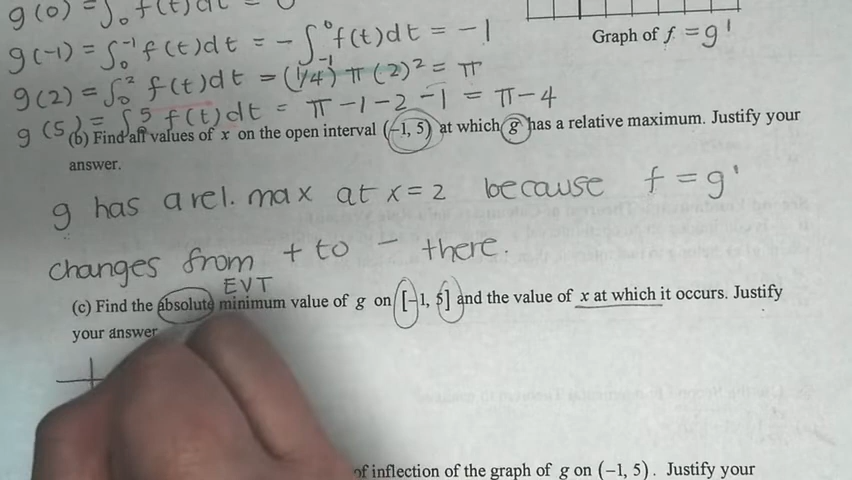 g(0) = ∫₀ f(t)dt = 0
g(-1) = ∫₀⁻¹ f(t)dt = -∫₋₁⁰ f(t)dt = -1
Graph of f = g'
g(2) = ∫₀² f(t)dt = (1/4) π (2)² = π
g(5) = ∫ 5 f(t)dt = π - 1 - 2 - 1 = π - 4
(b) Find all values of x on the open interval (-1, 5) at which g has a relative maximum. Justify your
answer.
g has a rel. max at x = 2 because f = g'
changes from + to - there.
EVT
(c) Find the absolute minimum value of g on [-1, 5] and the value of x at which it occurs. Justify
your answer
of inflection of the graph of g on (-1, 5). Justify your